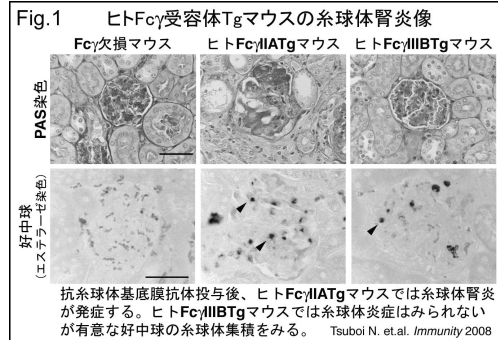 Fig.1 ヒトFcγ受容体Tgマウスの糸球体腎炎像
Fcγ欠損マウス ヒトFcγIIATgマウス ヒトFcγIIIBTgマウス
PAS染色
好中球
(エステラーゼ染色)
抗糸球体基底膜抗体投与後、ヒトFcγIIATgマウスでは糸球体腎炎
が発症する。ヒトFcγIIIBTgマウスでは糸球体炎症はみられない
が有意な好中球の糸球体集積をみる。 Tsuboi N. et.al. Immunity 2008